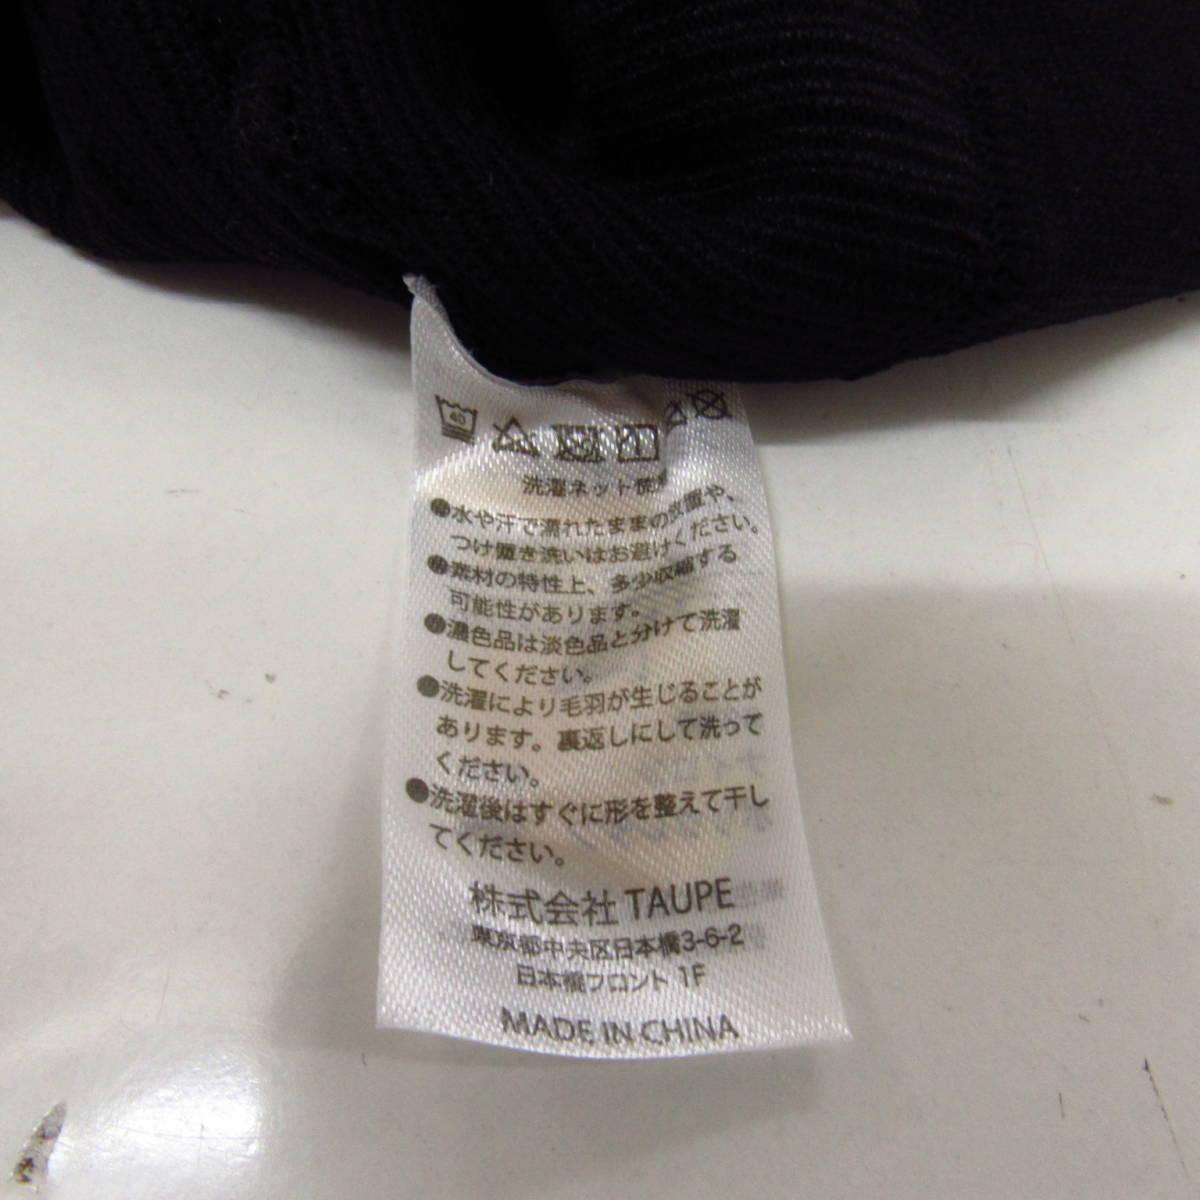 40
洗濯ネット使
●水や汗で濡れたままの放置や、
つけ置き洗いはお避けください。
●素材の特性上、多少収縮する
可能性があります。
●濃色品は淡色品と分けて洗濯
してください。
●洗濯により毛羽が生じることが
あります。裏返しにして洗って
ください。
●洗濯後はすぐに形を整えて干し
てください。
株式会社 TAUPE
東京都中央区日本橋3-6-2
日本橋フロント 1F
MADE IN CHINA